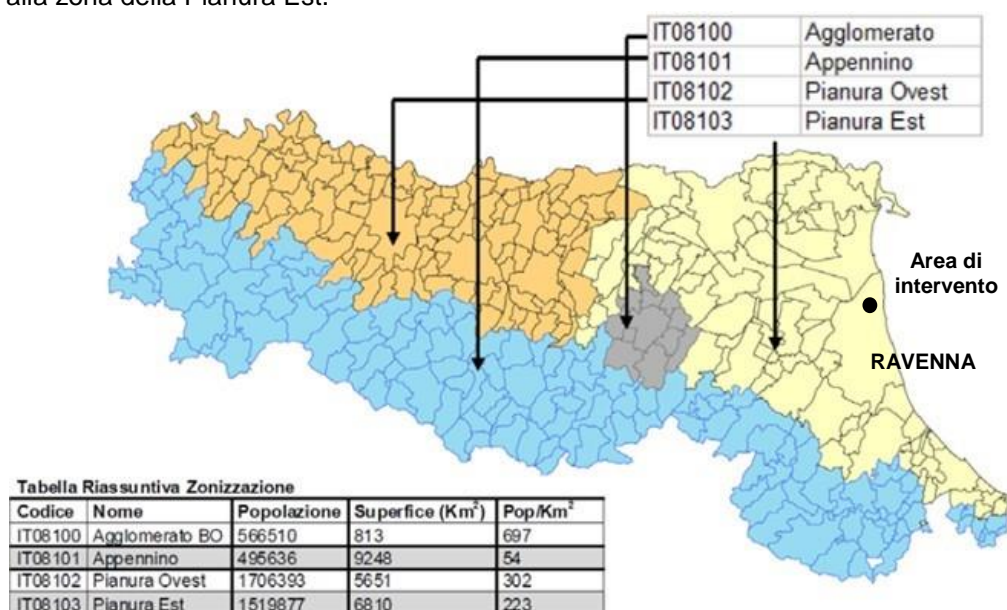 alla zona della Pianura Est.
IT08100 Agglomerato
IT08101 Appennino
IT08102 Pianura Ovest
IT08103 Pianura Est
Area di
intervento
RAVENNA
Tabella Riassuntiva Zonizzazione
Codice Nome Popolazione Superfice (Km²) Pop/Km²
IT08100 Agglomerato BO 566510 813 697
IT08101 Appennino 495636 9248 54
IT08102 Pianura Ovest 1706393 5651 302
IT08103 Pianura Est 1519877 6810 223